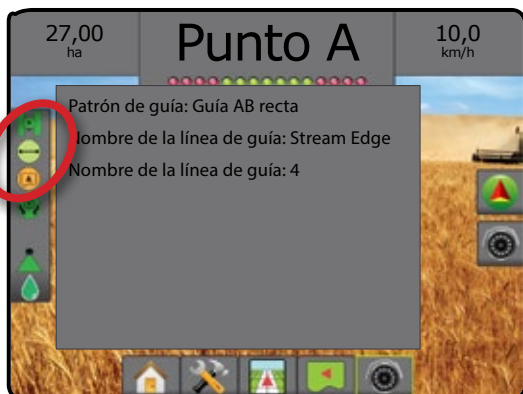 27,00
ha
Punto A
10,0
km/h
Patrón de guía: Guía AB recta
Nombre de la línea de guía: Stream Edge
Nombre de la línea de guía: 4